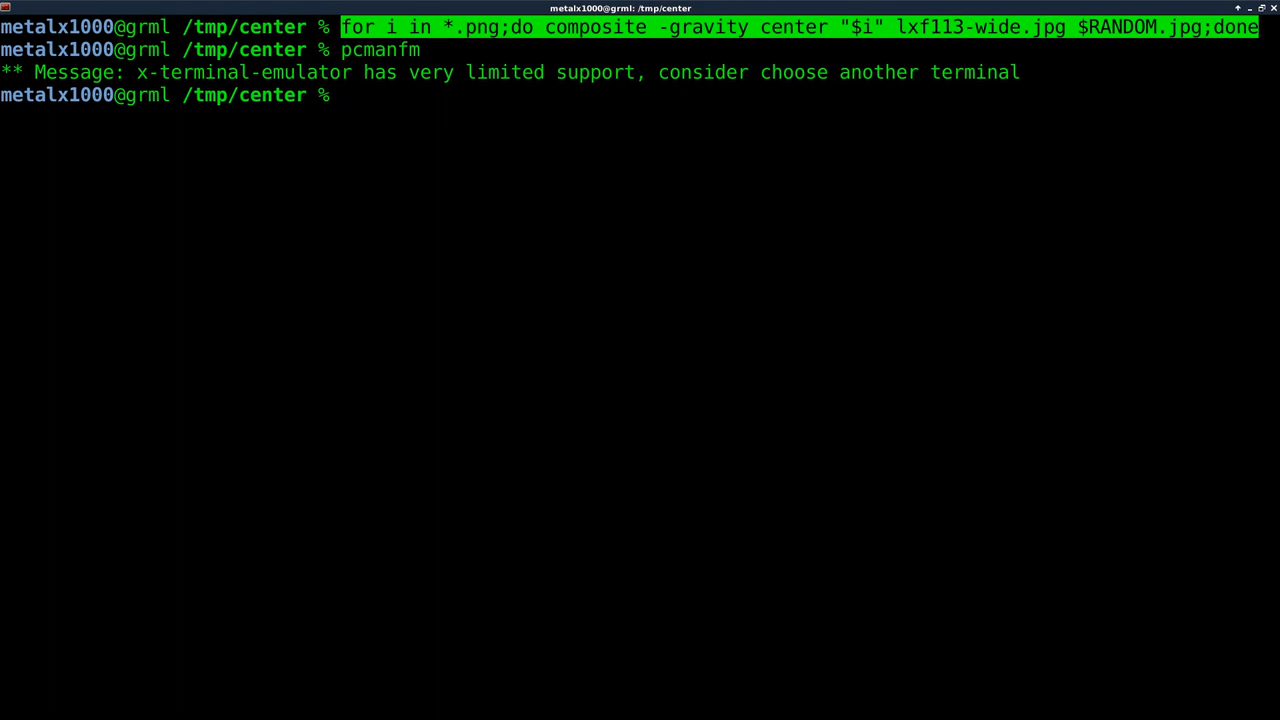 metalx1000@grml: /tmp/center
metalx1000@grml /tmp/center % for i in *.png;do composite -gravity center "$i" lxf113-wide.jpg $RANDOM.jpg;done
metalx1000@grml /tmp/center % pcmanfm
** Message: x-terminal-emulator has very limited support, consider choose another terminal
metalx1000@grml /tmp/center %